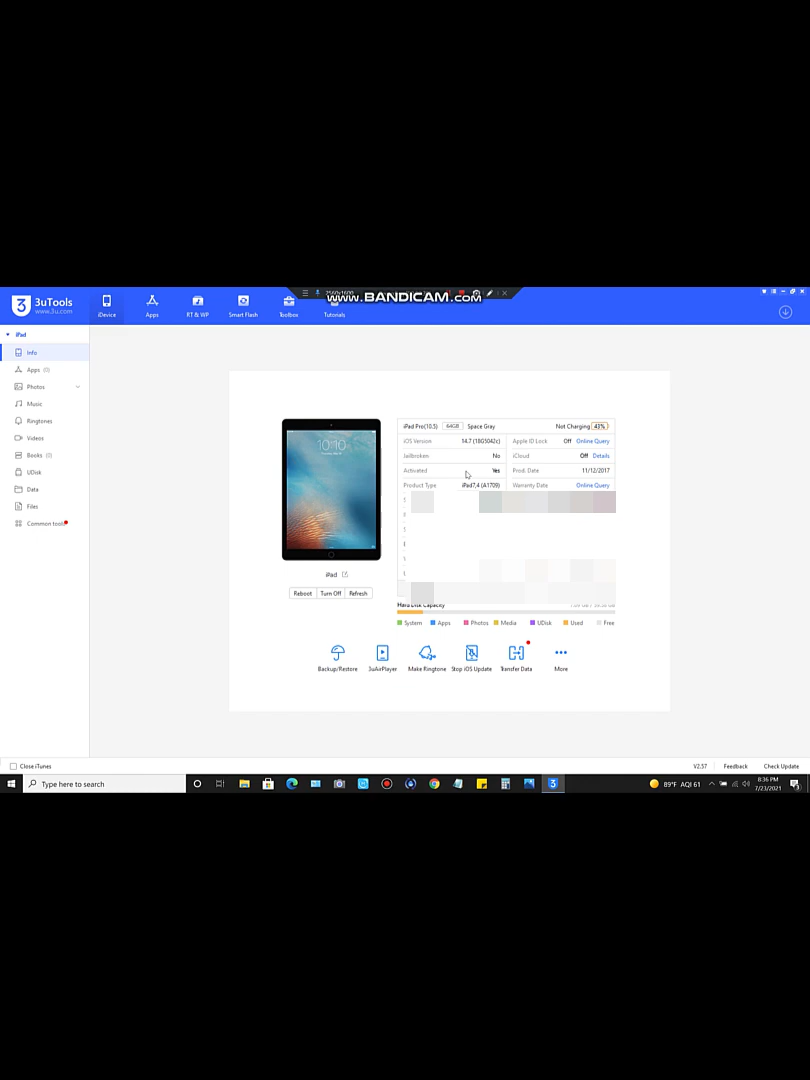 www.BANDICAM.com
3uTools
www.3u.com
iDevice
Apps
RT & WP
Smart Flash
Toolbox
Tutorials
iPad
Info
Apps (0)
Photos
Music
Ringtones
Videos
Books (0)
UDisk
Data
Files
Common tools
10:10
iPad
Reboot Turn Off Refresh
iPad Pro(10.5) 64GB Space Gray Not Charging 43%
iOS Version 14.7 (18G5042c) Apple ID Lock Off Online Query
Jailbroken No iCloud Off Details
Activated Yes Prod. Date 11/12/2017
Product Type iPad7,4 (A1709) Warranty Date Online Query
Hard Disk Capacity
System Apps Photos Media UDisk Used Free
Backup/Restore 3uAirPlayer Make Ringtone Stop iOS Update Transfer Data More
Close iTunes
V2.57 Feedback Check Update
Type here to search
89°F AQI 61
8:36 PM
7/23/2021